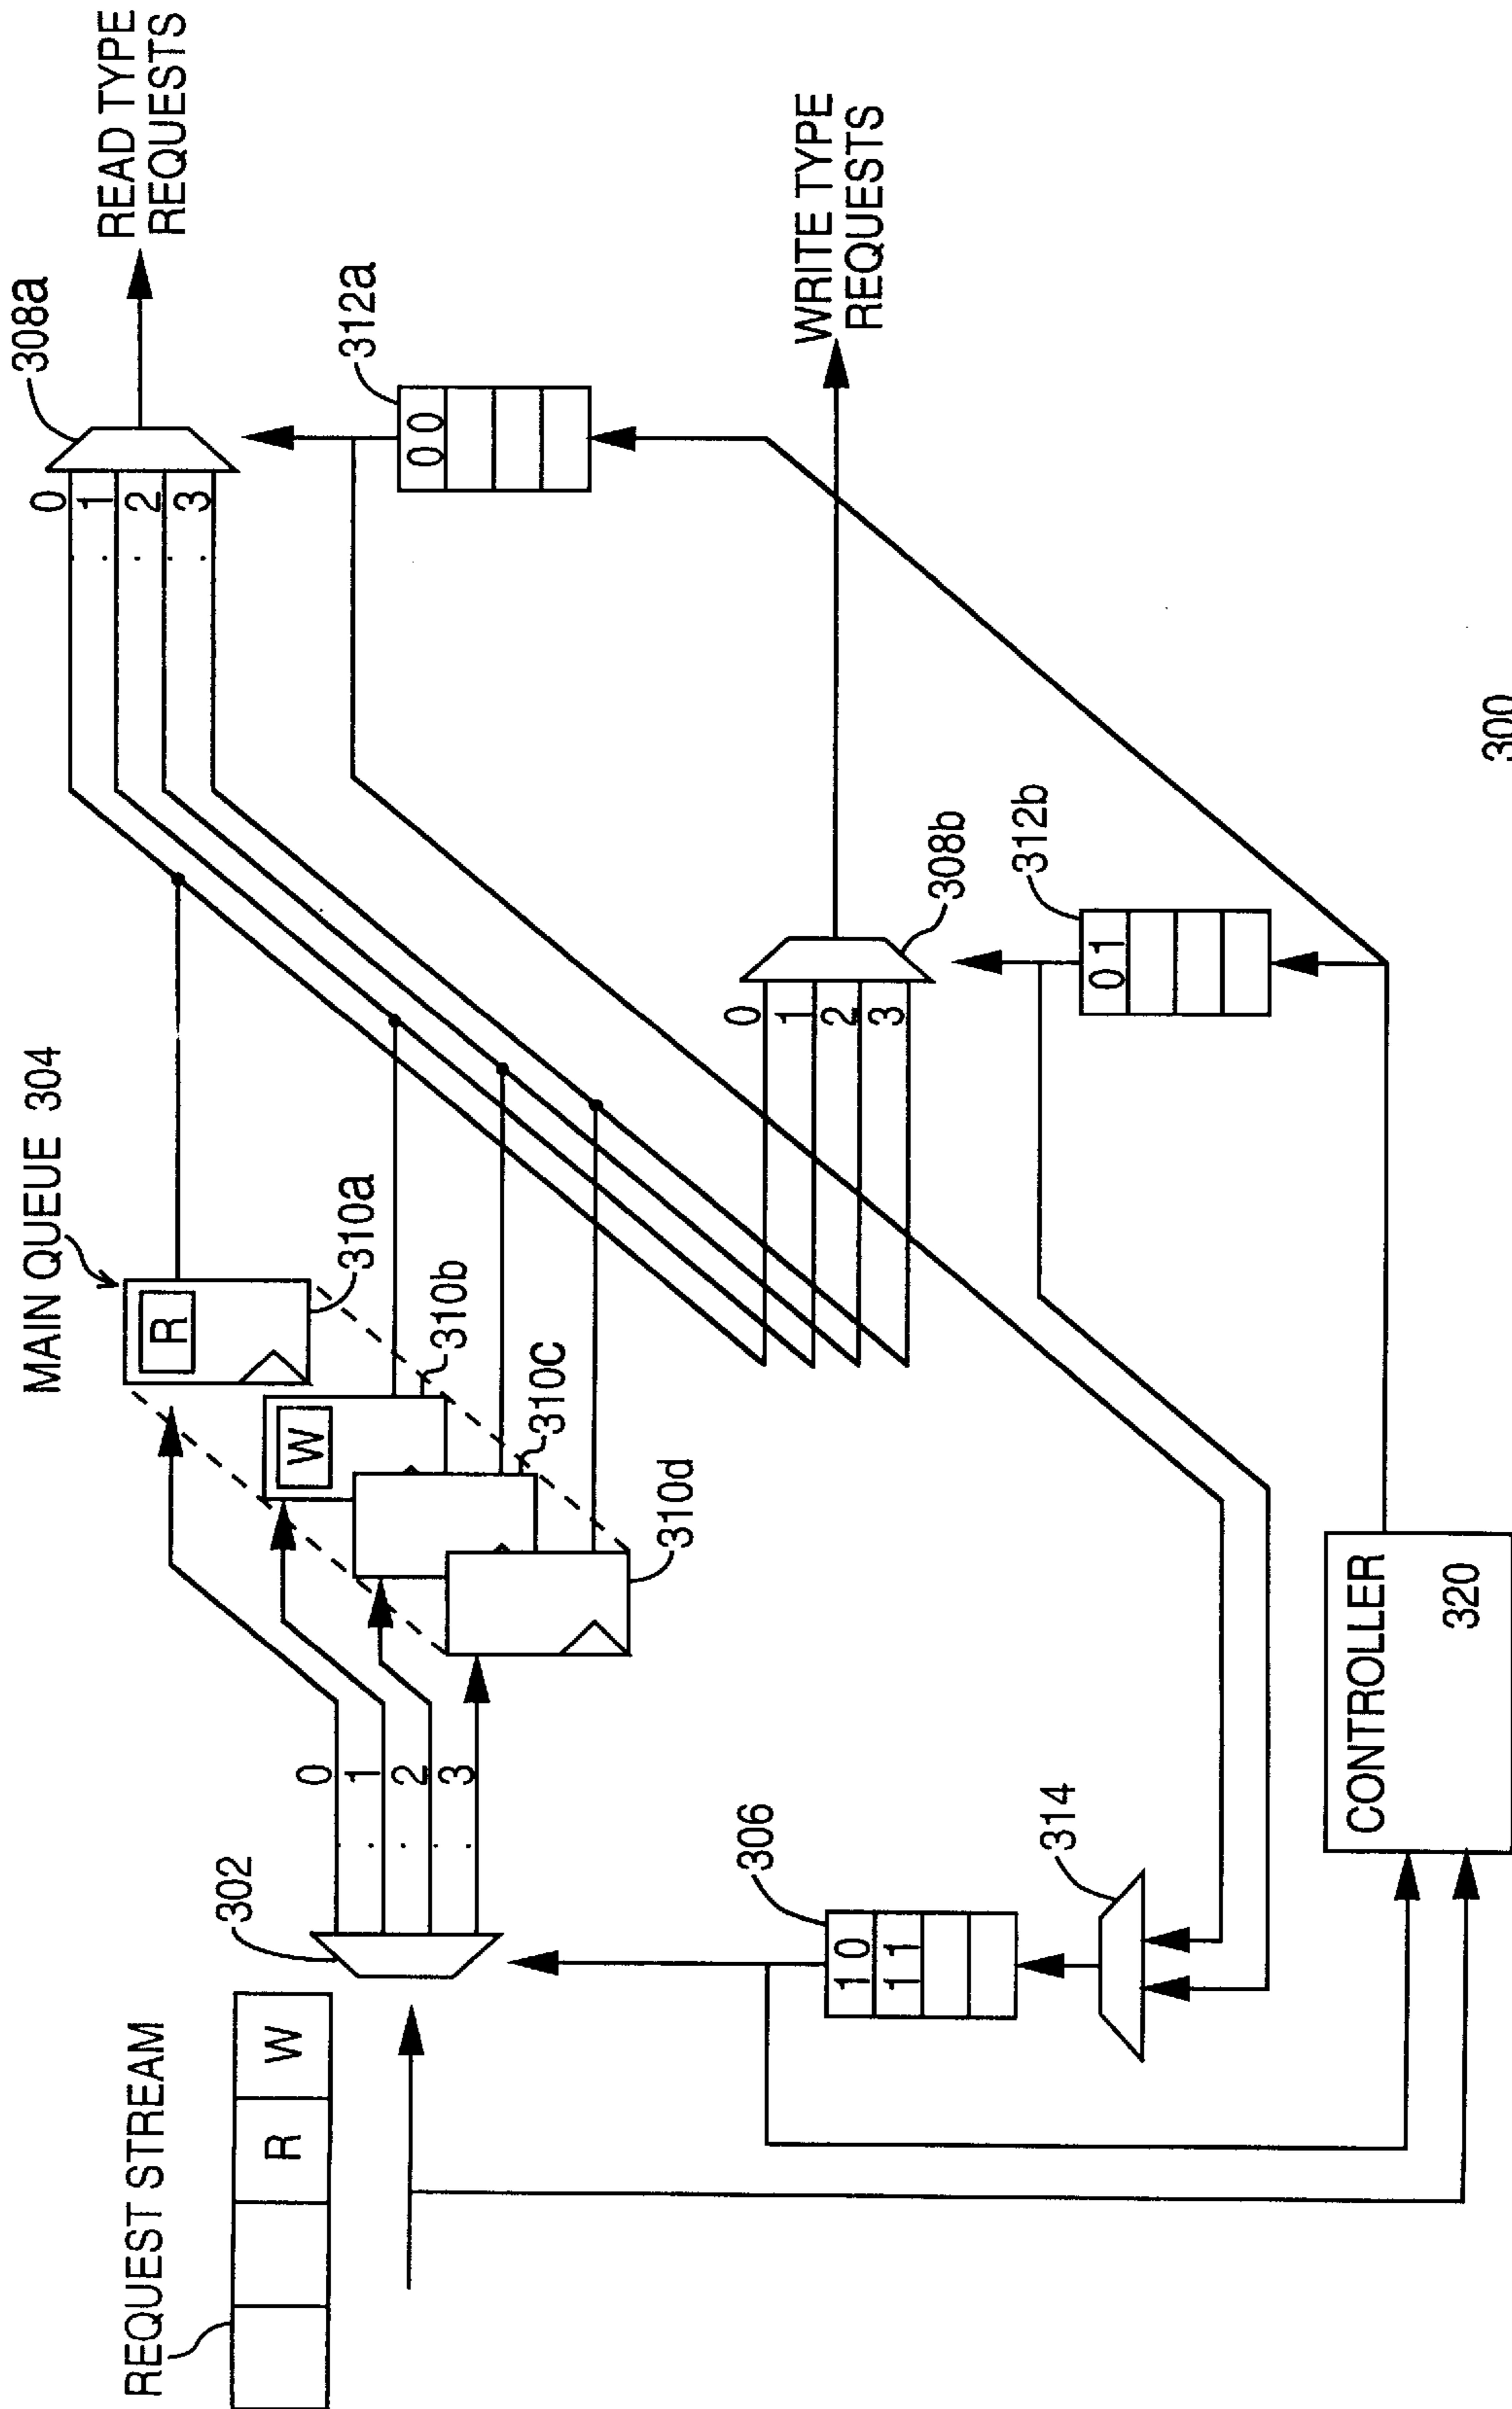 REQUEST STREAM
R
W
302
0
1
2
3
MAIN QUEUE 304
R
310a
W
310b
310C
310d
0
1
2
3
308a
READ TYPE
REQUESTS
312a
0 0
0
1
2
3
308b
WRITE TYPE
REQUESTS
312b
0 1
306
1 0
1 1
314
CONTROLLER
320
300